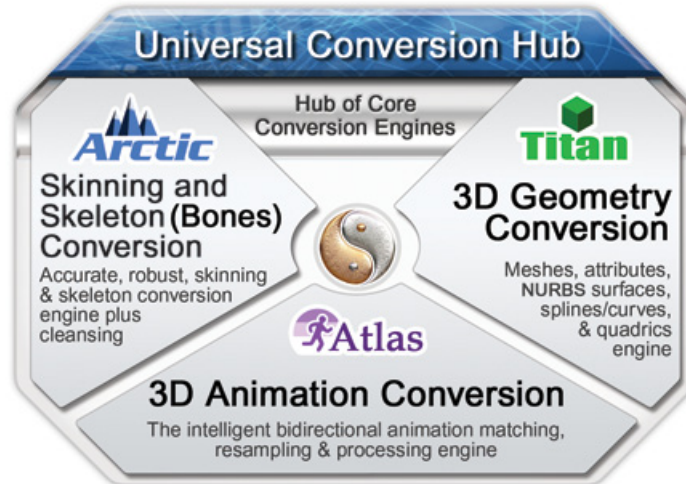 Universal Conversion Hub
Hub of Core
Conversion Engines
Arctic
Skinning and
Skeleton (Bones)
Conversion
Accurate, robust, skinning
& skeleton conversion
engine plus
cleansing
Titan
3D Geometry
Conversion
Meshes, attributes,
NURBS surfaces,
splines/curves,
& quadrics
engine
Atlas
3D Animation Conversion
The intelligent bidirectional animation matching,
resampling & processing engine